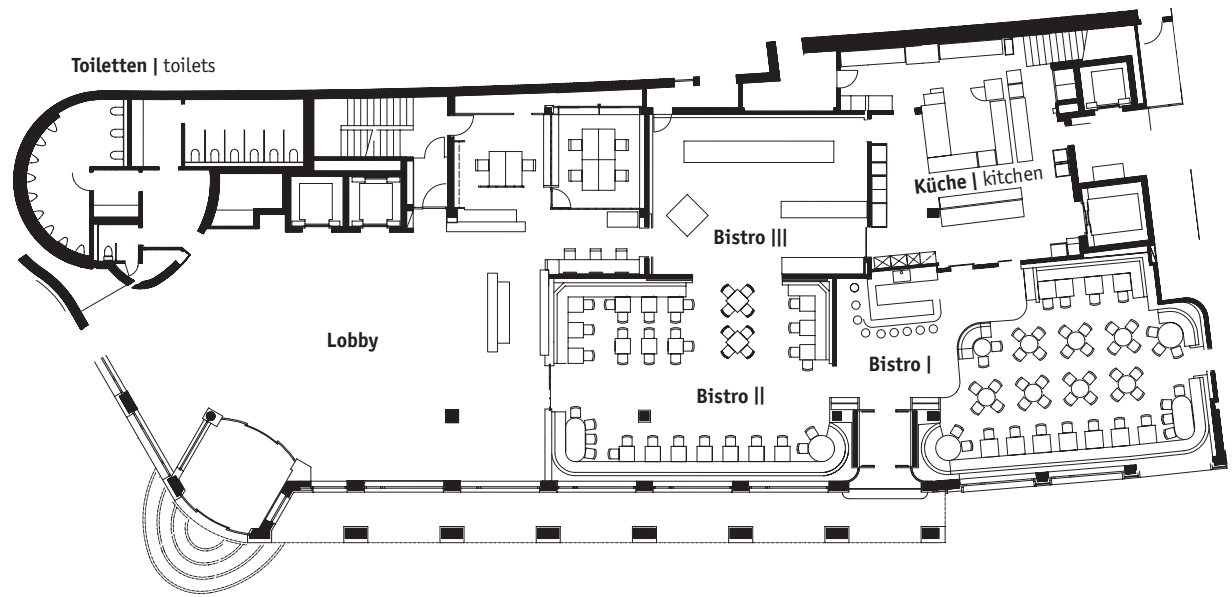 Toiletten | toilets
Küche | kitchen
Bistro |||
Lobby
Bistro |
Bistro ||